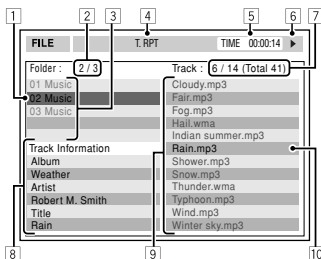 1 2 3 4 5 6 7
FILE T. RPT TIME 00:00:14
Folder : 2 / 3
Track : 6 / 14 (Total 41)
01 Music
02 Music
03 Music
Cloudy.mp3
Fair.mp3
Fog.mp3
Hail.wma
Indian summer.mp3
Rain.mp3
Shower.mp3
Snow.mp3
Thunder.wma
Typhoon.mp3
Wind.mp3
Winter sky.mp3
Track Information
Album
Weather
Artist
Robert M. Smith
Title
Rain
8 9 10